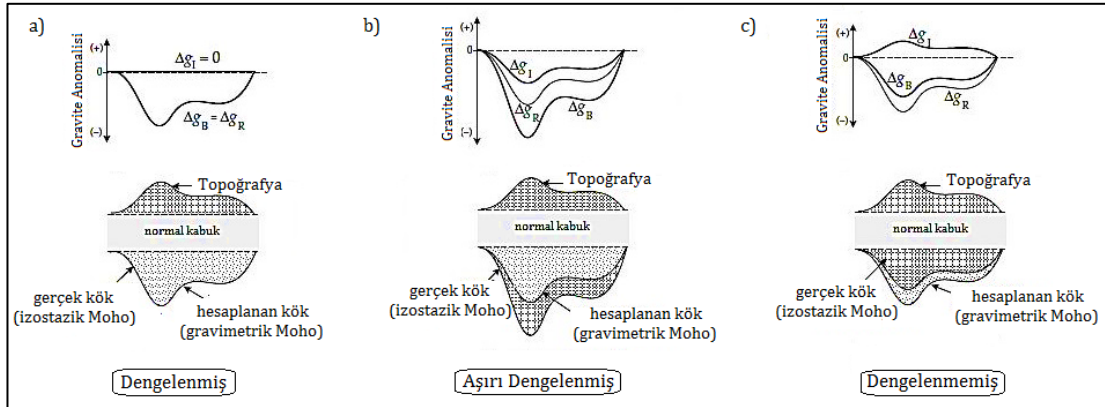 a)
Gravite Anomalisi
(+)
0
(−)
Δg_I = 0
Δg_B = Δg_R
Topoğrafya
normal kabuk
gerçek kök
(izostazik Moho)
hesaplanan kök
(gravimetrik Moho)
Dengelenmiş
b)
Gravite Anomalisi
(+)
0
(−)
Δg_I
Δg_R
Δg_B
Topoğrafya
normal kabuk
gerçek kök
(izostazik Moho)
hesaplanan kök
(gravimetrik Moho)
Aşırı Dengelenmiş
c)
Gravite Anomalisi
(+)
0
(−)
Δg_I
Δg_B
Δg_R
Topoğrafya
normal kabuk
gerçek kök
(izostazik Moho)
hesaplanan kök
(gravimetrik Moho)
Dengelenmemiş